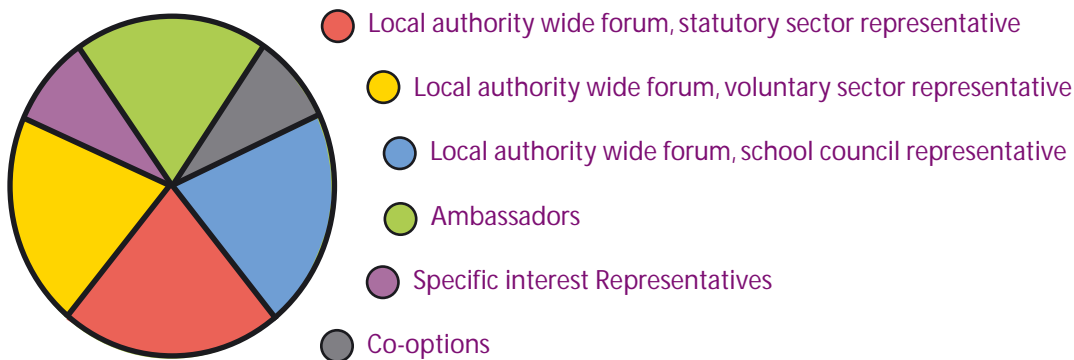 Local authority wide forum, statutory sector representative
Local authority wide forum, voluntary sector representative
Local authority wide forum, school council representative
Ambassadors
Specific interest Representatives
Co-options